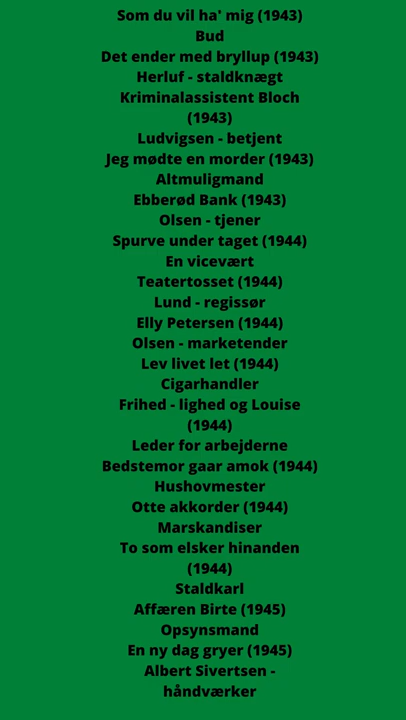 Som du vil ha' mig (1943)
Bud
Det ender med bryllup (1943)
Herluf - staldknægt
Kriminalassistent Bloch
(1943)
Ludvigsen - betjent
Jeg mødte en morder (1943)
Altmuligmand
Ebberød Bank (1943)
Olsen - tjener
Spurve under taget (1944)
En vicevært
Teatertosset (1944)
Lund - regissør
Elly Petersen (1944)
Olsen - marketender
Lev livet let (1944)
Cigarhandler
Frihed - lighed og Louise
(1944)
Leder for arbejderne
Bedstemor gaar amok (1944)
Hushovmester
Otte akkorder (1944)
Marskandiser
To som elsker hinanden
(1944)
Staldkarl
Affæren Birte (1945)
Opsynsmand
En ny dag gryer (1945)
Albert Sivertsen -
håndværker